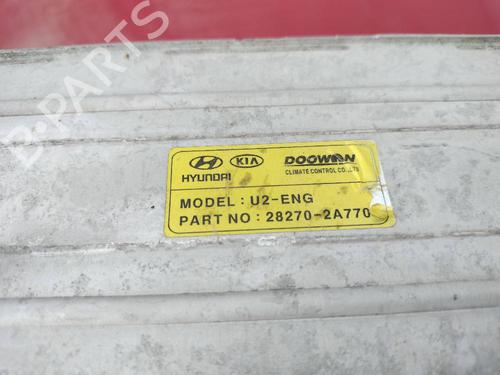 B-PARTS
HYUNDAI KIA DOOWON
CLIMATE CONTROL CO.,LTD
MODEL : U2-ENG
PART NO : 28270-2A770